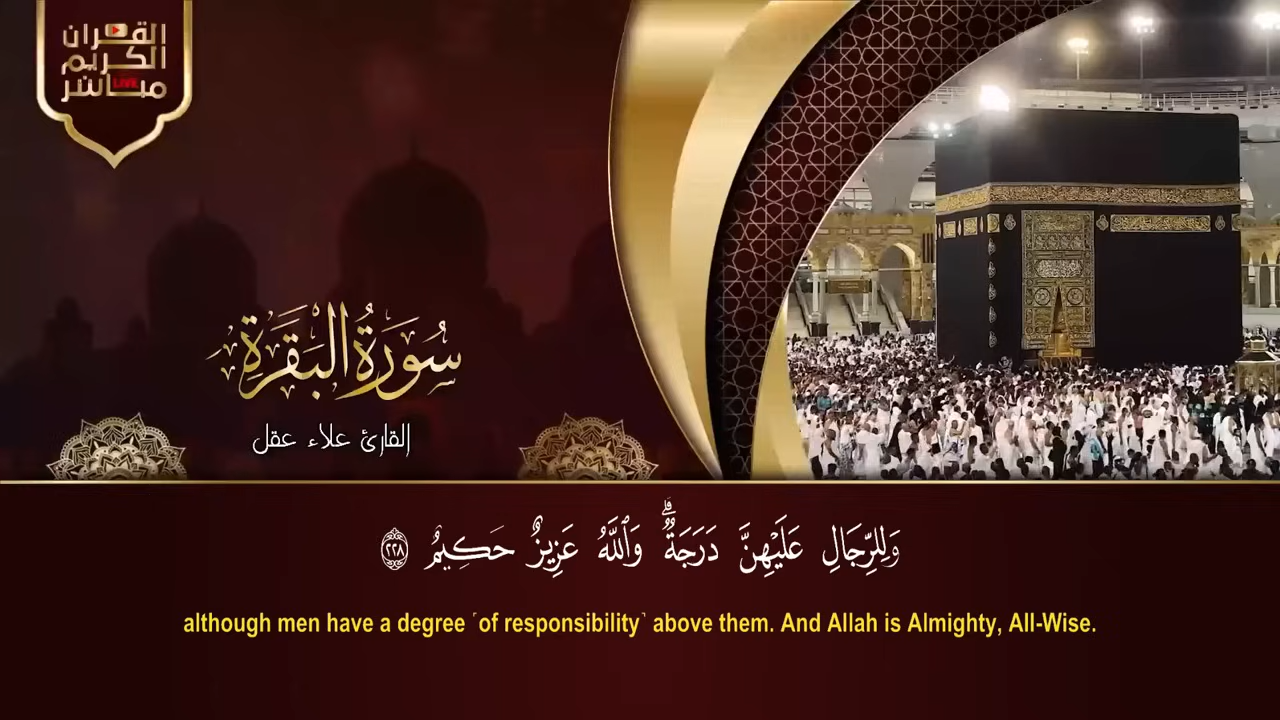 القرآن
الكريم
مباشر
LIVE
سُورَةُ البَقَرَةِ
القارئ علاء عقل
وَلِلرِّجَالِ عَلَيْهِنَّ دَرَجَةٌۗ وَٱللَّهُ عَزِيزٌ حَكِيمٌ ٢٢٨
although men have a degree ˹of responsibility˺ above them. And Allah is Almighty, All-Wise.